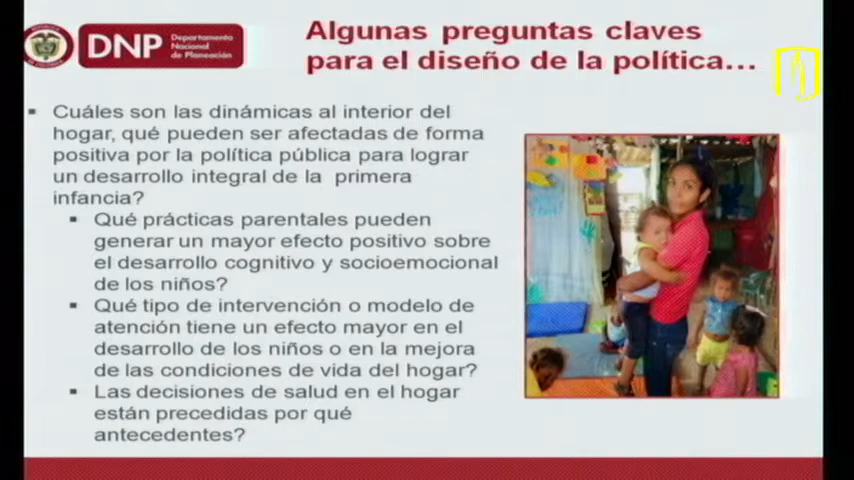 DNP
Departamento
Nacional
de Planeación
Algunas preguntas claves
para el diseño de la política...
Cuáles son las dinámicas al interior del
hogar, qué pueden ser afectadas de forma
positiva por la política pública para lograr
un desarrollo integral de la primera
infancia?
Qué prácticas parentales pueden
generar un mayor efecto positivo sobre
el desarrollo cognitivo y socioemocional
de los niños?
Qué tipo de intervención o modelo de
atención tiene un efecto mayor en el
desarrollo de los niños o en la mejora
de las condiciones de vida del hogar?
Las decisiones de salud en el hogar
están precedidas por qué
antecedentes?